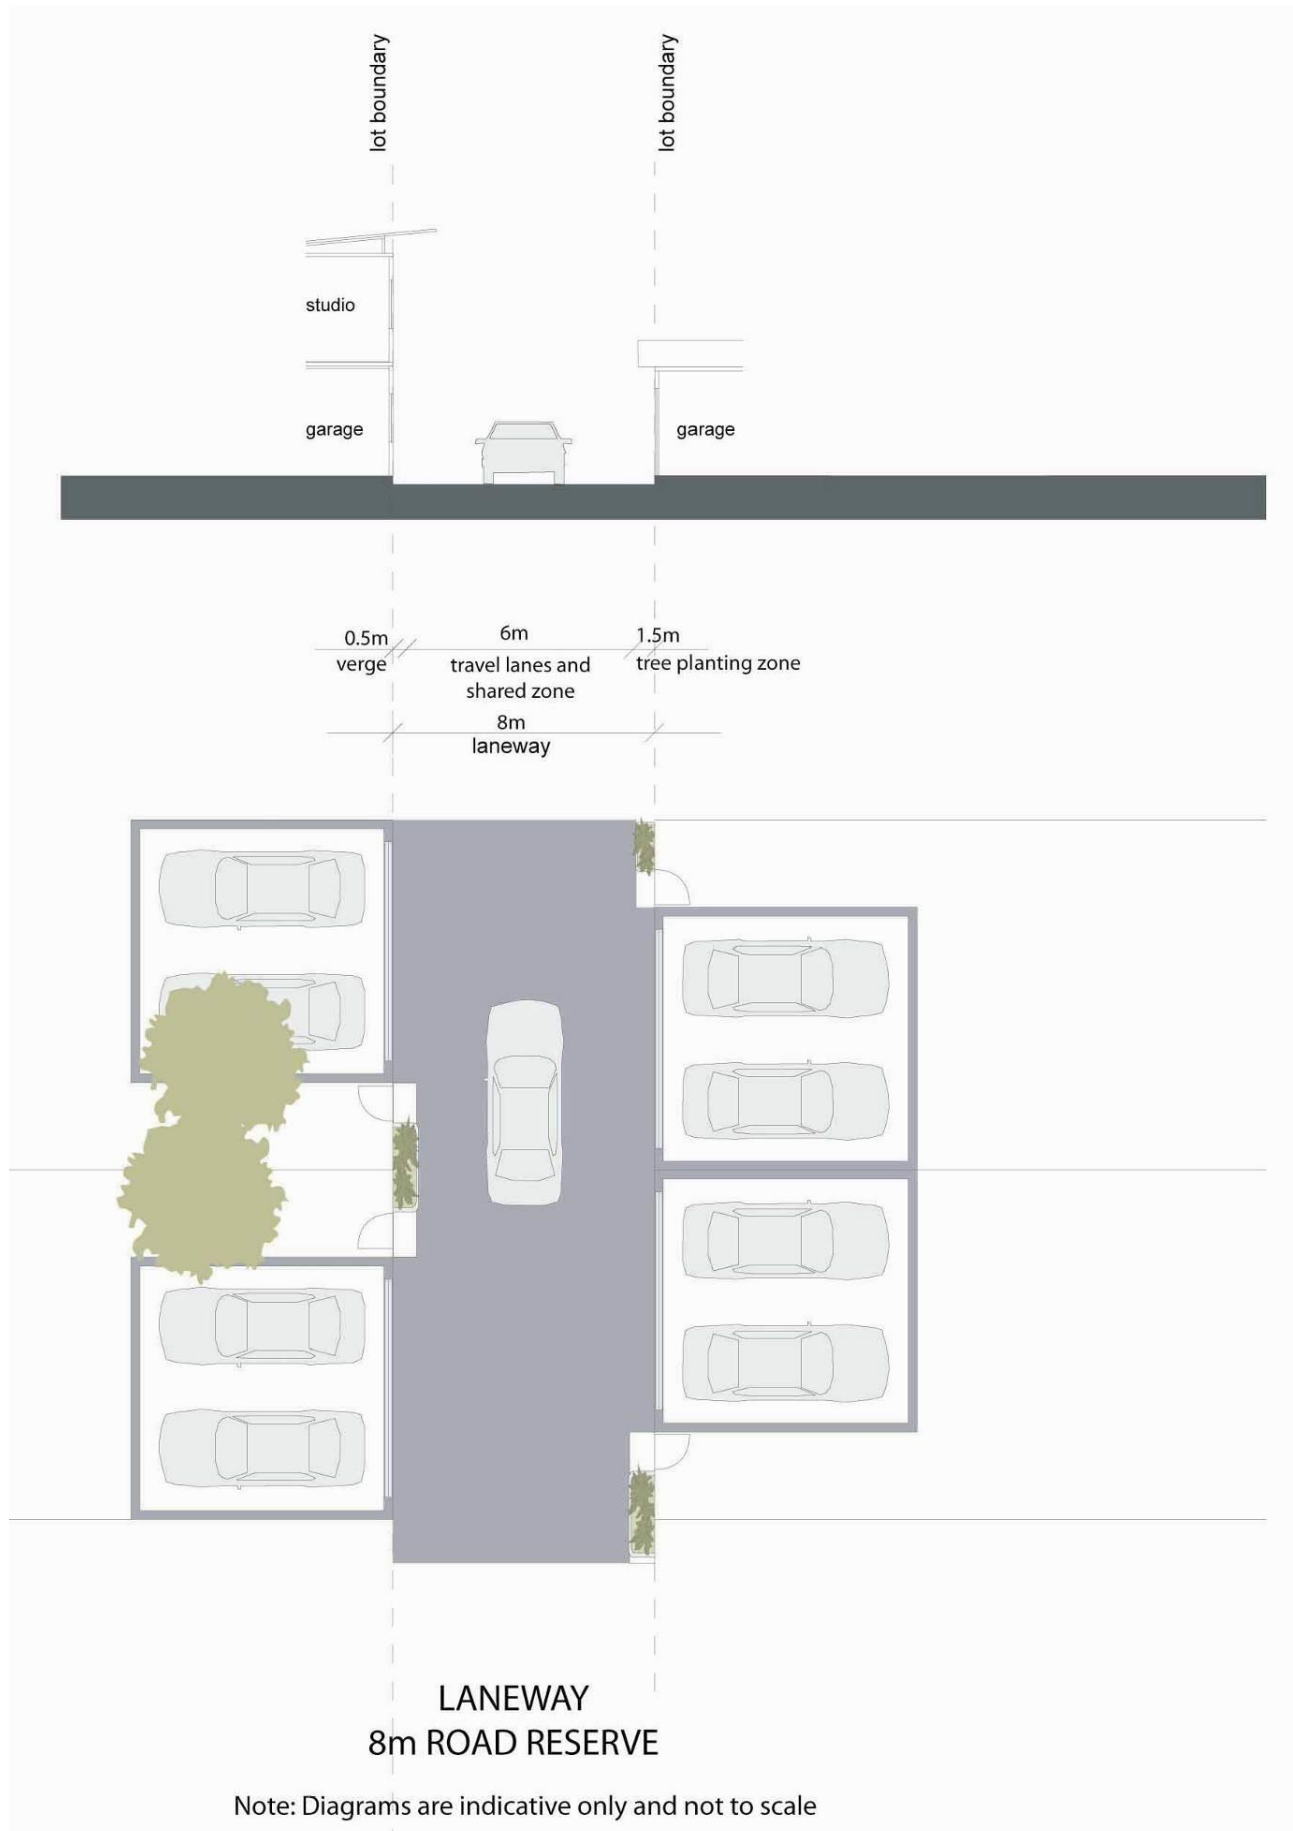 lot boundary
lot boundary
studio
garage
garage
0.5m
verge
6m
travel lanes and
shared zone
1.5m
tree planting zone
8m
laneway
LANEWAY
8m ROAD RESERVE
Note: Diagrams are indicative only and not to scale